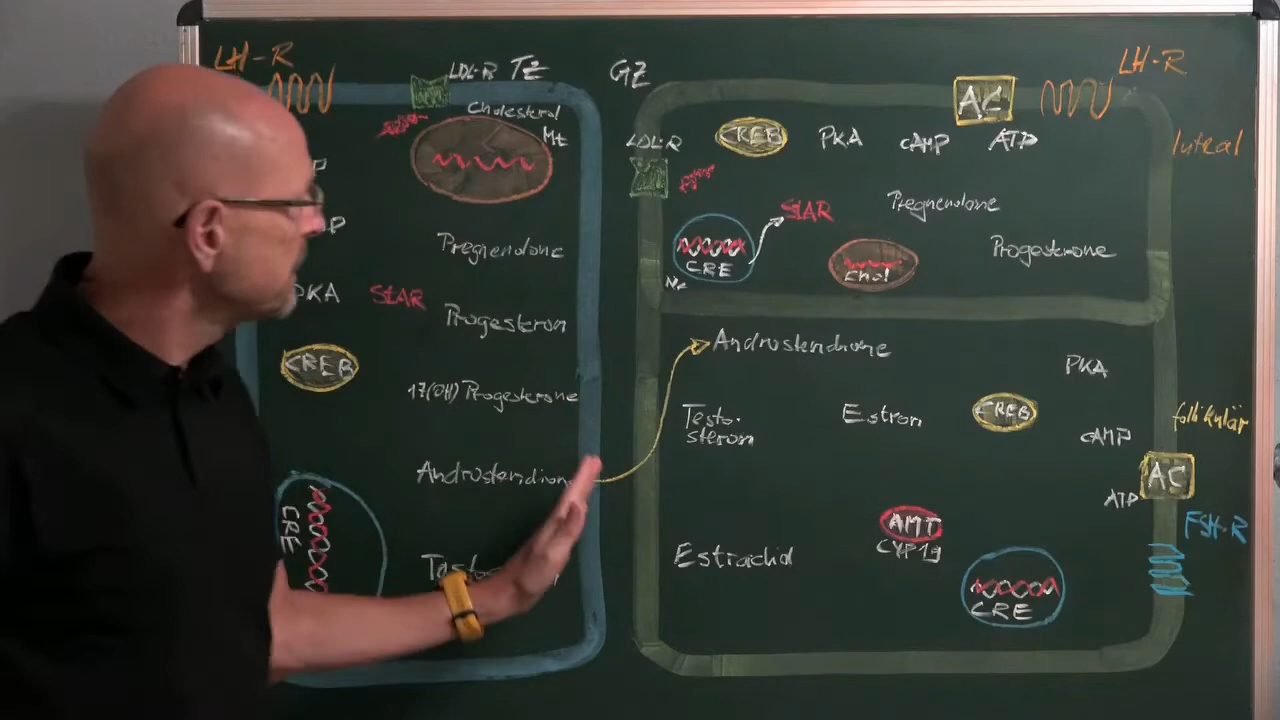 LH-R
LDL-R TZ
Cholesterol
Mt
P
P
Pregnenolone
PKA
StAR
Progesteron
CREB
17(OH) Progesterone
Androstendion
CRE
Testo
GZ
LH-R
AC
CREB
PKA
cAMP
ATP
luteal
LDL-R
StAR
Pregnenolone
CRE
Chol
Progesterone
Nc
Androstendione
PKA
Testo-
steron
Estron
CREB
follikulär
cAMP
AC
ATP
AMT
CYP19
FSH-R
Estradiol
CRE